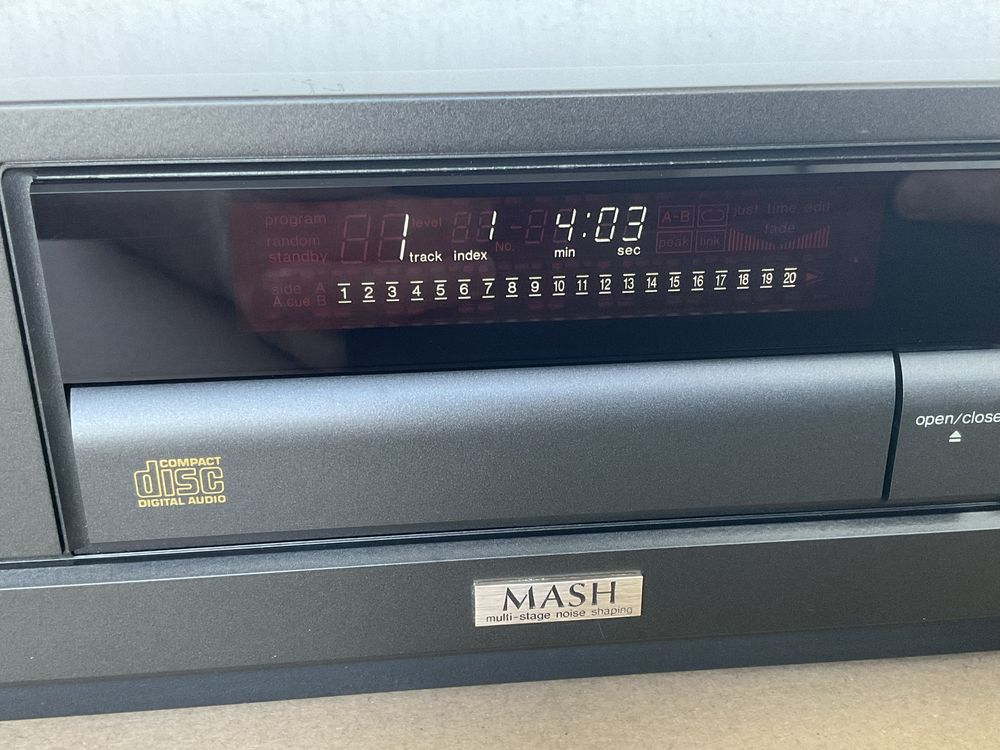 program
random
standby
1
track
level
1
index
No.
4:03
min
sec
A-B
peak
link
just time edit
fade
side A
A.cue B
1 2 3 4 5 6 7 8 9 10 11 12 13 14 15 16 17 18 19 20
COMPACT
disc
DIGITAL AUDIO
open/close
MASH
multi-stage noise shaping